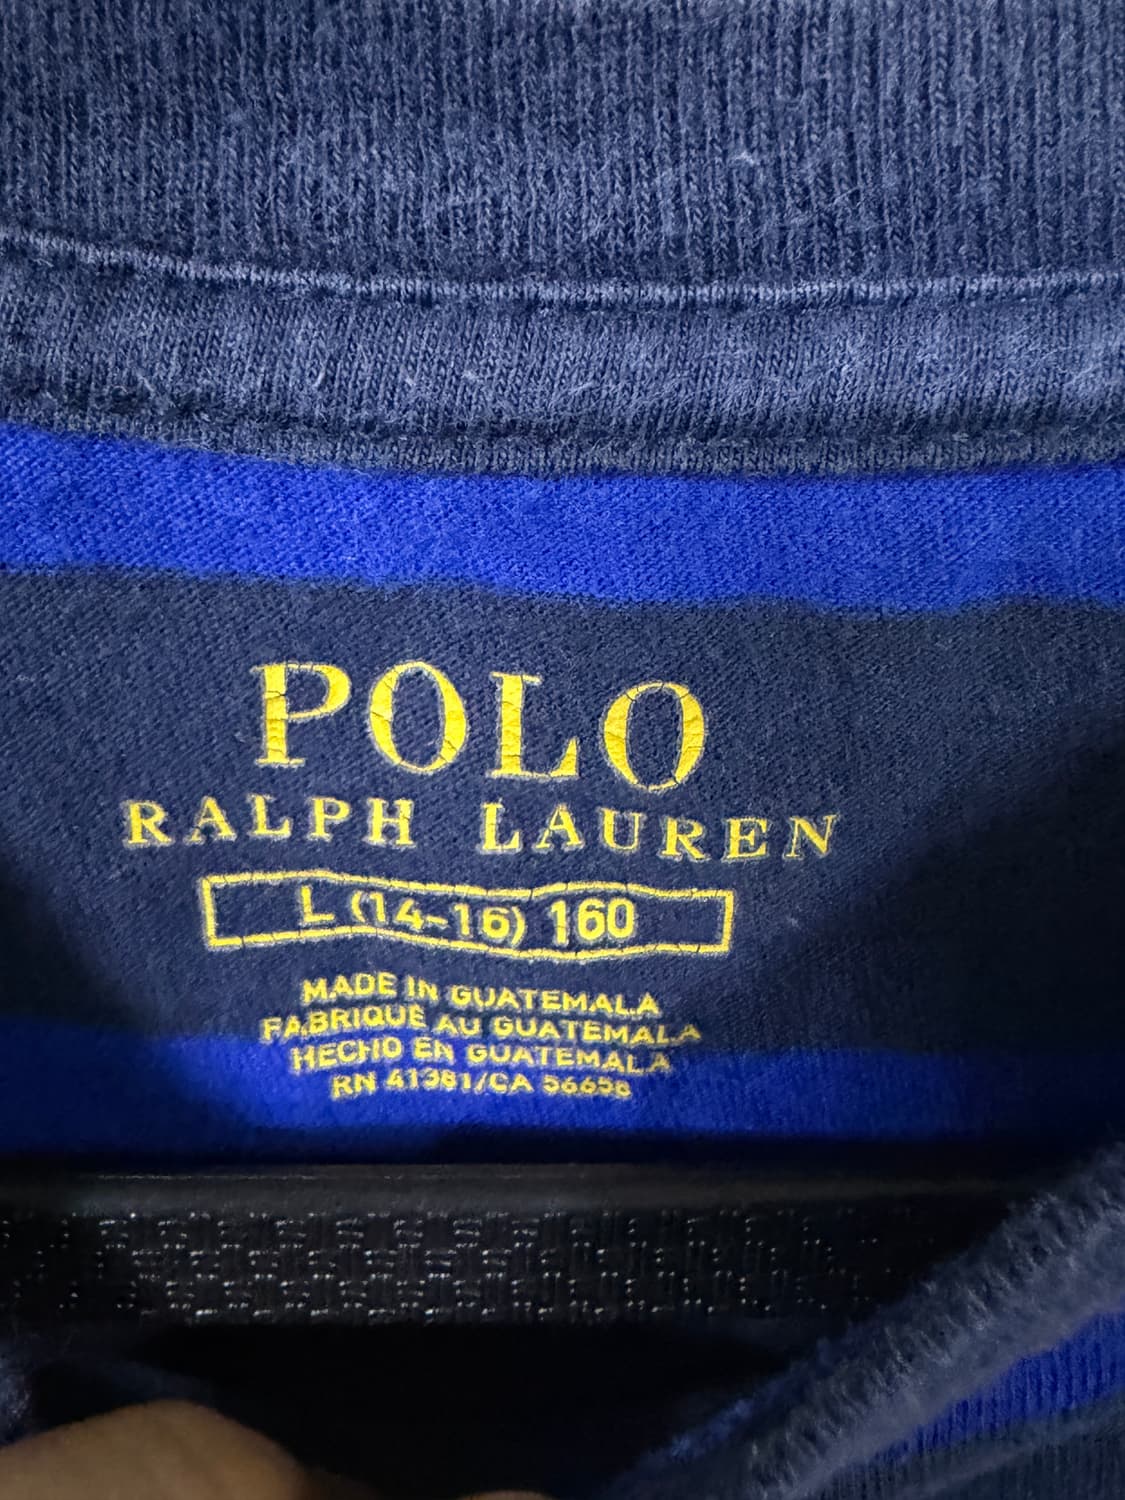 POLO
RALPH LAUREN
L (14-16) 160
MADE IN GUATEMALA
FABRIQUE AU GUATEMALA
HECHO EN GUATEMALA
RN 41381/CA 56658